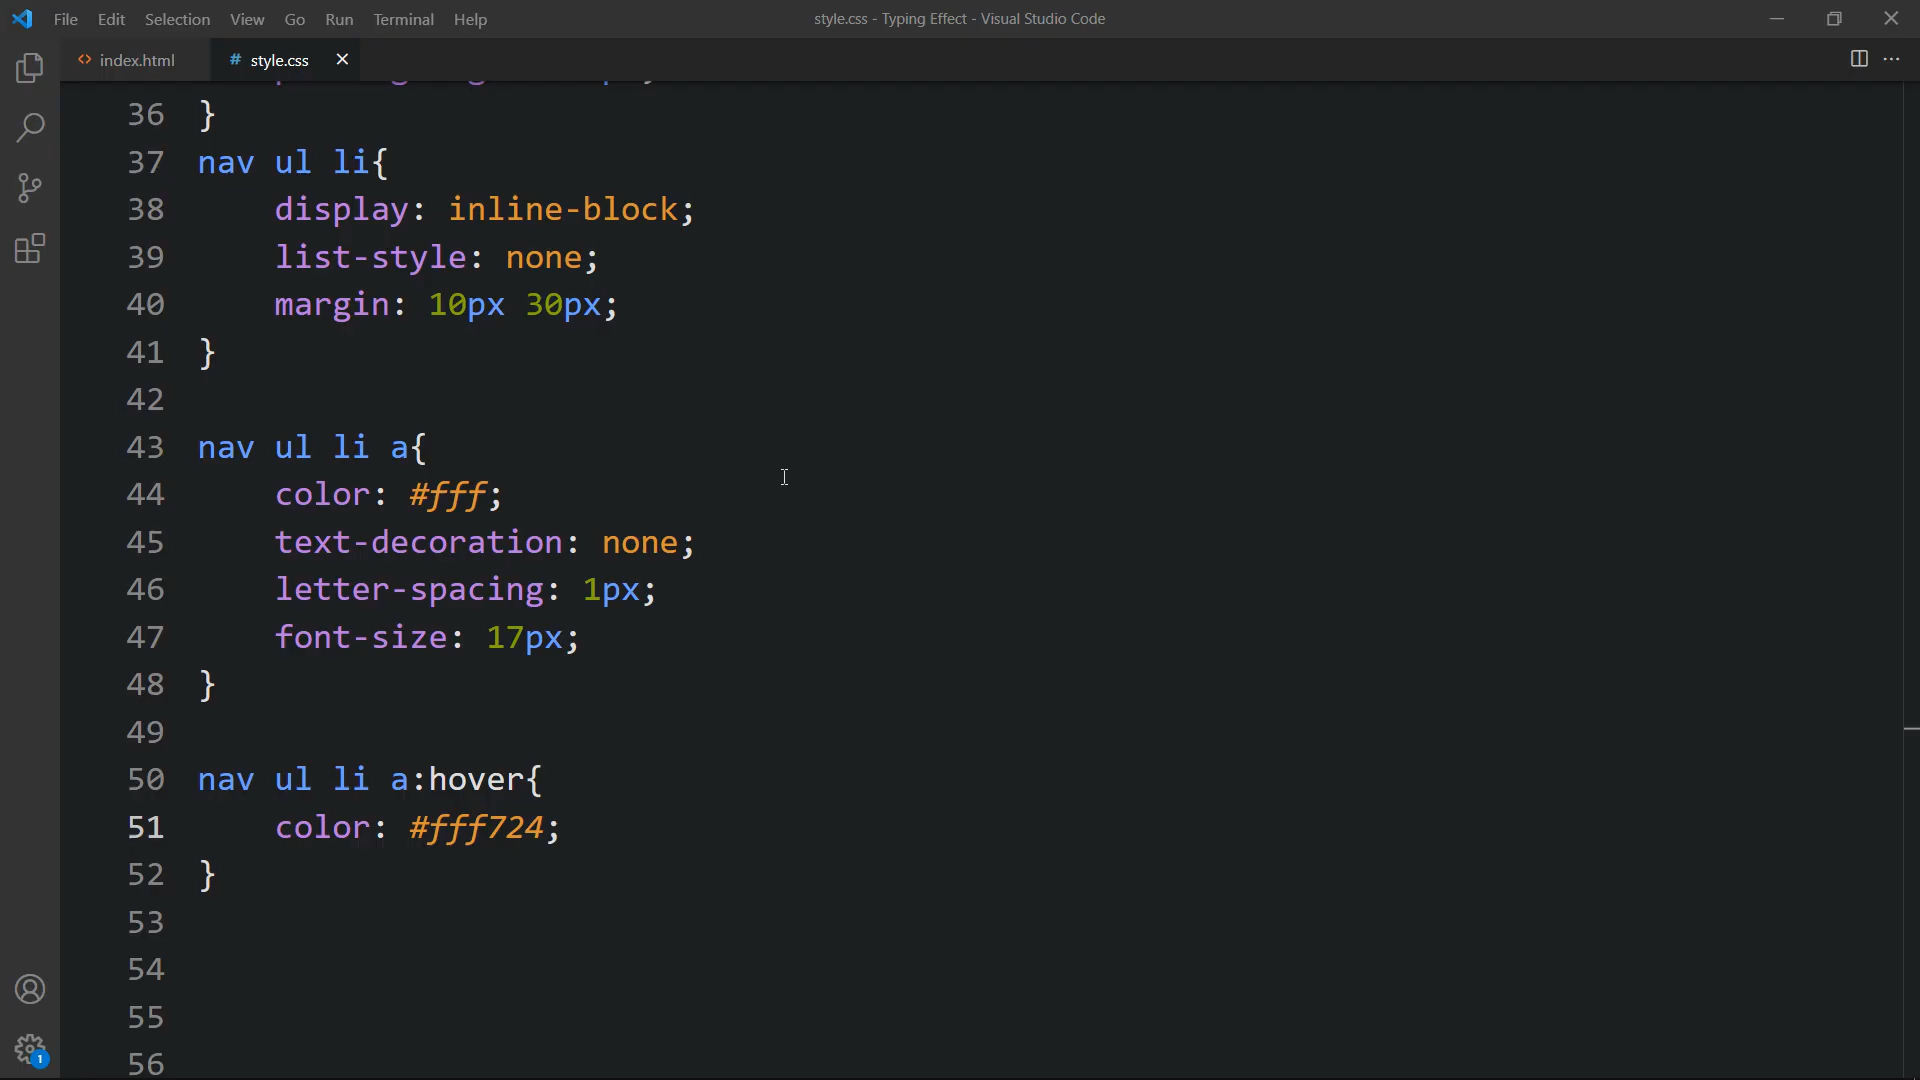 File Edit Selection View Go Run Terminal Help
style.css - Typing Effect - Visual Studio Code
<> index.html
# style.css
36 }
37 nav ul li{
38 display: inline-block;
39 list-style: none;
40 margin: 10px 30px;
41 }
42
43 nav ul li a{
44 color: #fff;
45 text-decoration: none;
46 letter-spacing: 1px;
47 font-size: 17px;
48 }
49
50 nav ul li a:hover{
51 color: #fff724;
52 }
53
54
55
56
1